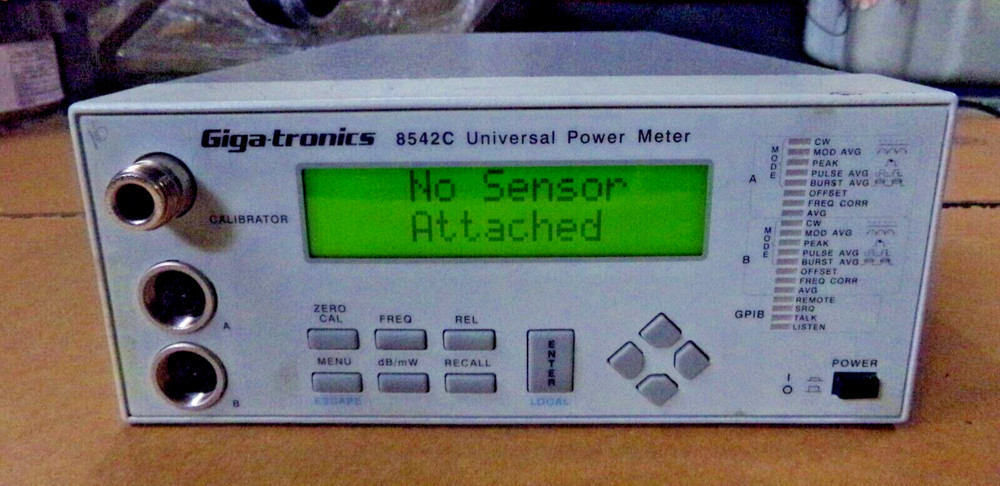 Giga-tronics 8542C Universal Power Meter
No Sensor
Attached
CALIBRATOR
A
B
ZERO
CAL
FREQ
REL
MENU
dB/mW
RECALL
ESCAPE
ENTER
LOCAL
A
MODE
CW
MOD AVG
PEAK
PULSE AVG
BURST AVG
OFFSET
FREQ CORR
AVG
B
MODE
CW
MOD AVG
PEAK
PULSE AVG
BURST AVG
OFFSET
FREQ CORR
AVG
GPIB
REMOTE
SRQ
TALK
LISTEN
POWER
I
O